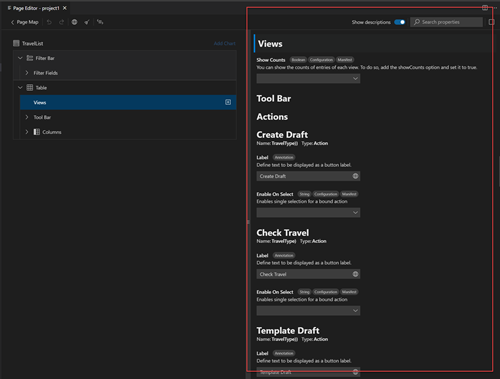 Page Editor - project1
Page Map
Show descriptions
Search properties
TravelList
Add Chart
Filter Bar
Filter Fields
Table
Views
Tool Bar
Columns
Views
Show Counts Boolean Configuration Manifest
You can show the counts of entries of each view. To do so, add the showCounts option and set it to true.
Tool Bar
Actions
Create Draft
Name: TravelType)) Type: Action
Label Annotation
Define text to be displayed as a button label.
Create Draft
Enable On Select String Configuration Manifest
Enables single selection for a bound action
Check Travel
Name: TravelType) Type: Action
Label Annotation
Define text to be displayed as a button label.
Check Travel
Enable On Select String Configuration Manifest
Enables single selection for a bound action
Template Draft
Name: TravelType)) Type: Action
Label Annotation
Define text to be displayed as a button label.
Template Draft